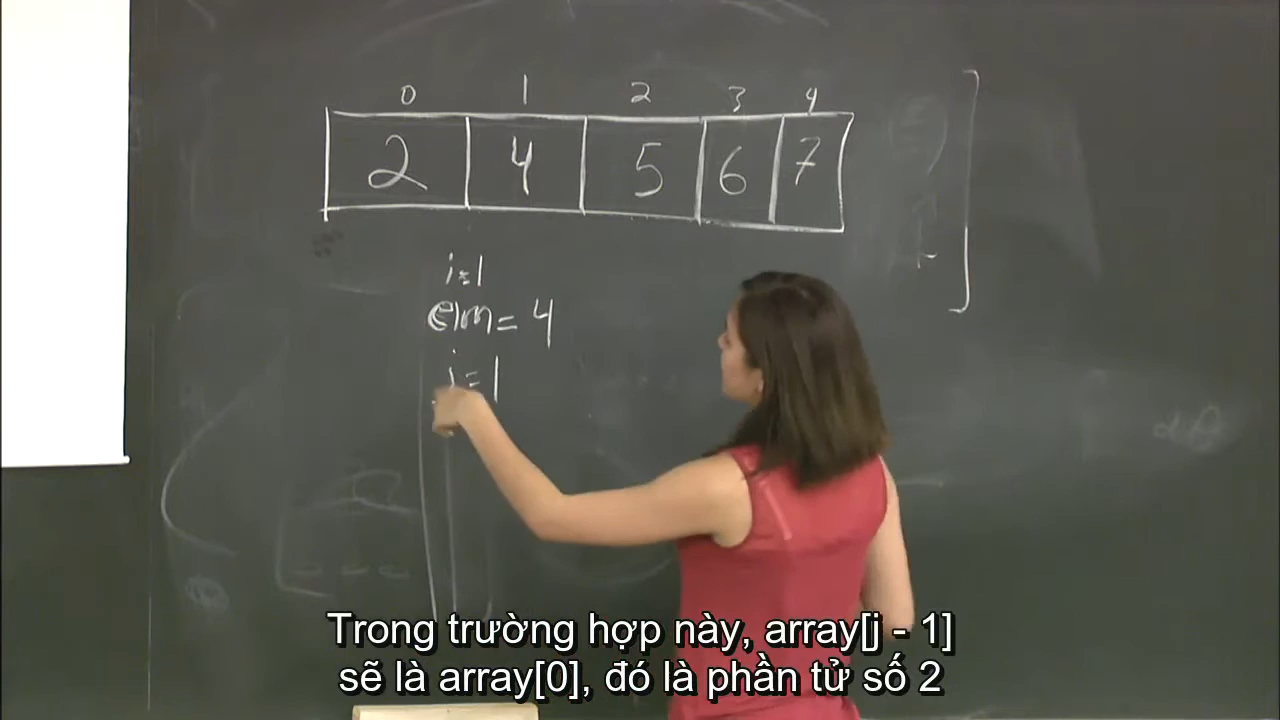 0 1 2 3 4
2 4 5 6 7
i=1
elm = 4
j = 1
Trong trường hợp này, array[j - 1]
sẽ là array[0], đó là phần tử số 2